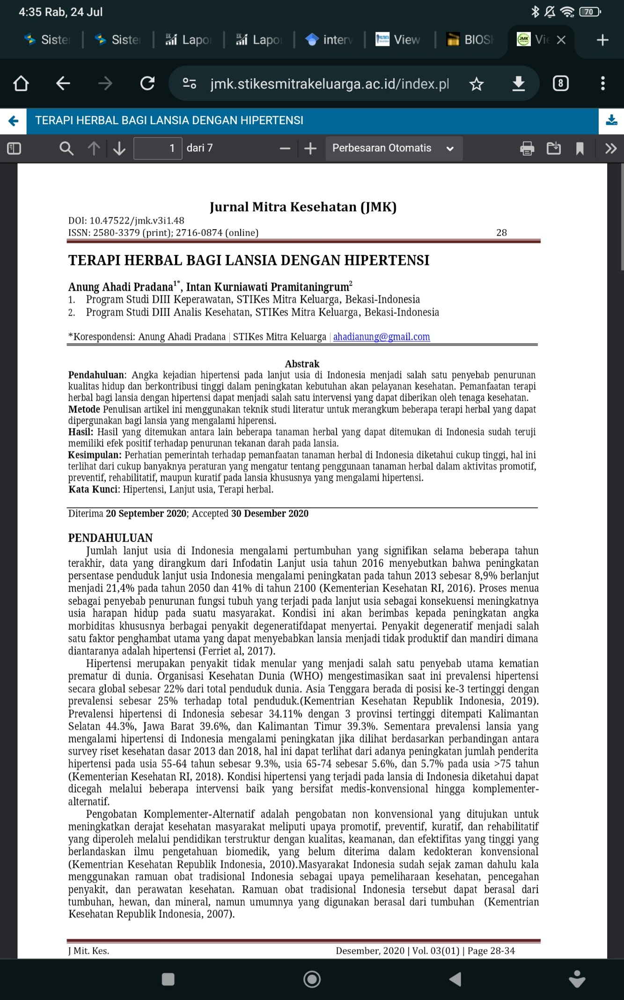 4:35 Rab, 24 Jul
70
Sister
Sister
Lapor
Lapor
interv
View
BIOSH
JMK
Vie
jmk.stikesmitrakeluarga.ac.id/index.pl
8
TERAPI HERBAL BAGI LANSIA DENGAN HIPERTENSI
1 dari 7
Perbesaran Otomatis
Jurnal Mitra Kesehatan (JMK)
DOI: 10.47522/jmk.v3i1.48
ISSN: 2580-3379 (print); 2716-0874 (online) 28
TERAPI HERBAL BAGI LANSIA DENGAN HIPERTENSI
Anung Ahadi Pradana1*, Intan Kurniawati Pramitaningrum2
1. Program Studi DIII Keperawatan, STIKes Mitra Keluarga, Bekasi-Indonesia
2. Program Studi DIII Analis Kesehatan, STIKes Mitra Keluarga, Bekasi-Indonesia
*Korespondensi: Anung Ahadi Pradana | STIKes Mitra Keluarga | ahadianung@gmail.com
Abstrak
Pendahuluan: Angka kejadian hipertensi pada lanjut usia di Indonesia menjadi salah satu penyebab penurunan
kualitas hidup dan berkontribusi tinggi dalam peningkatan kebutuhan akan pelayanan kesehatan. Pemanfaatan terapi
herbal bagi lansia dengan hipertensi dapat menjadi salah satu intervensi yang dapat diberikan oleh tenaga kesehatan.
Metode Penulisan artikel ini menggunakan teknik studi literatur untuk merangkum beberapa terapi herbal yang dapat
dipergunakan bagi lansia yang mengalami hiperensi.
Hasil: Hasil yang ditemukan antara lain beberapa tanaman herbal yang dapat ditemukan di Indonesia sudah teruji
memiliki efek positif terhadap penurunan tekanan darah pada lansia.
Kesimpulan: Perhatian pemerintah terhadap pemanfaatan tanaman herbal di Indonesia diketahui cukup tinggi, hal ini
terlihat dari cukup banyaknya peraturan yang mengatur tentang penggunaan tanaman herbal dalam aktivitas promotif,
preventif, rehabilitatif, maupun kuratif pada lansia khususnya yang mengalami hipertensi.
Kata Kunci: Hipertensi, Lanjut usia, Terapi herbal.
Diterima 20 September 2020; Accepted 30 Desember 2020
PENDAHULUAN
Jumlah lanjut usia di Indonesia mengalami pertumbuhan yang signifikan selama beberapa tahun
terakhir, data yang dirangkum dari Infodatin Lanjut usia tahun 2016 menyebutkan bahwa peningkatan
persentase penduduk lanjut usia Indonesia mengalami peningkatan pada tahun 2013 sebesar 8,9% berlanjut
menjadi 21,4% pada tahun 2050 dan 41% di tahun 2100 (Kementerian Kesehatan RI, 2016). Proses menua
sebagai penyebab penurunan fungsi tubuh yang terjadi pada lanjut usia sebagai konsekuensi meningkatnya
usia harapan hidup pada suatu masyarakat. Kondisi ini akan berimbas kepada peningkatan angka
morbiditas khususnya berbagai penyakit degeneratifdapat menyertai. Penyakit degeneratif menjadi salah
satu faktor penghambat utama yang dapat menyebabkan lansia menjadi tidak produktif dan mandiri dimana
diantaranya adalah hipertensi (Ferriet al, 2017).
Hipertensi merupakan penyakit tidak menular yang menjadi salah satu penyebab utama kematian
prematur di dunia. Organisasi Kesehatan Dunia (WHO) mengestimasikan saat ini prevalensi hipertensi
secara global sebesar 22% dari total penduduk dunia. Asia Tenggara berada di posisi ke-3 tertinggi dengan
prevalensi sebesar 25% terhadap total penduduk.(Kementrian Kesehatan Republik Indonesia, 2019).
Prevalensi hipertensi di Indonesia sebesar 34.11% dengan 3 provinsi tertinggi ditempati Kalimantan
Selatan 44.3%, Jawa Barat 39.6%, dan Kalimantan Timur 39.3%. Sementara prevalensi lansia yang
mengalami hipertensi di Indonesia mengalami peningkatan jika dilihat berdasarkan perbandingan antara
survey riset kesehatan dasar 2013 dan 2018, hal ini dapat terlihat dari adanya peningkatan jumlah penderita
hipertensi pada usia 55-64 tahun sebesar 9.3%, usia 65-74 sebesar 5.6%, dan 5.7% pada usia >75 tahun
(Kementerian Kesehatan RI, 2018). Kondisi hipertensi yang terjadi pada lansia di Indonesia diketahui dapat
dicegah melalui beberapa intervensi baik yang bersifat medis-konvensional hingga komplementer-
alternatif.
Pengobatan Komplementer-Alternatif adalah pengobatan non konvensional yang ditujukan untuk
meningkatkan derajat kesehatan masyarakat meliputi upaya promotif, preventif, kuratif, dan rehabilitatif
yang diperoleh melalui pendidikan terstruktur dengan kualitas, keamanan, dan efektifitas yang tinggi yang
berlandaskan ilmu pengetahuan biomedik, yang belum diterima dalam kedokteran konvensional
(Kementrian Kesehatan Republik Indonesia, 2010).Masyarakat Indonesia sudah sejak zaman dahulu kala
menggunakan ramuan obat tradisional Indonesia sebagai upaya pemeliharaan kesehatan, pencegahan
penyakit, dan perawatan kesehatan. Ramuan obat tradisional Indonesia tersebut dapat berasal dari
tumbuhan, hewan, dan mineral, namun umumnya yang digunakan berasal dari tumbuhan (Kementrian
Kesehatan Republik Indonesia, 2007).
J Mit. Kes. Desember, 2020 | Vol. 03(01) | Page 28-34